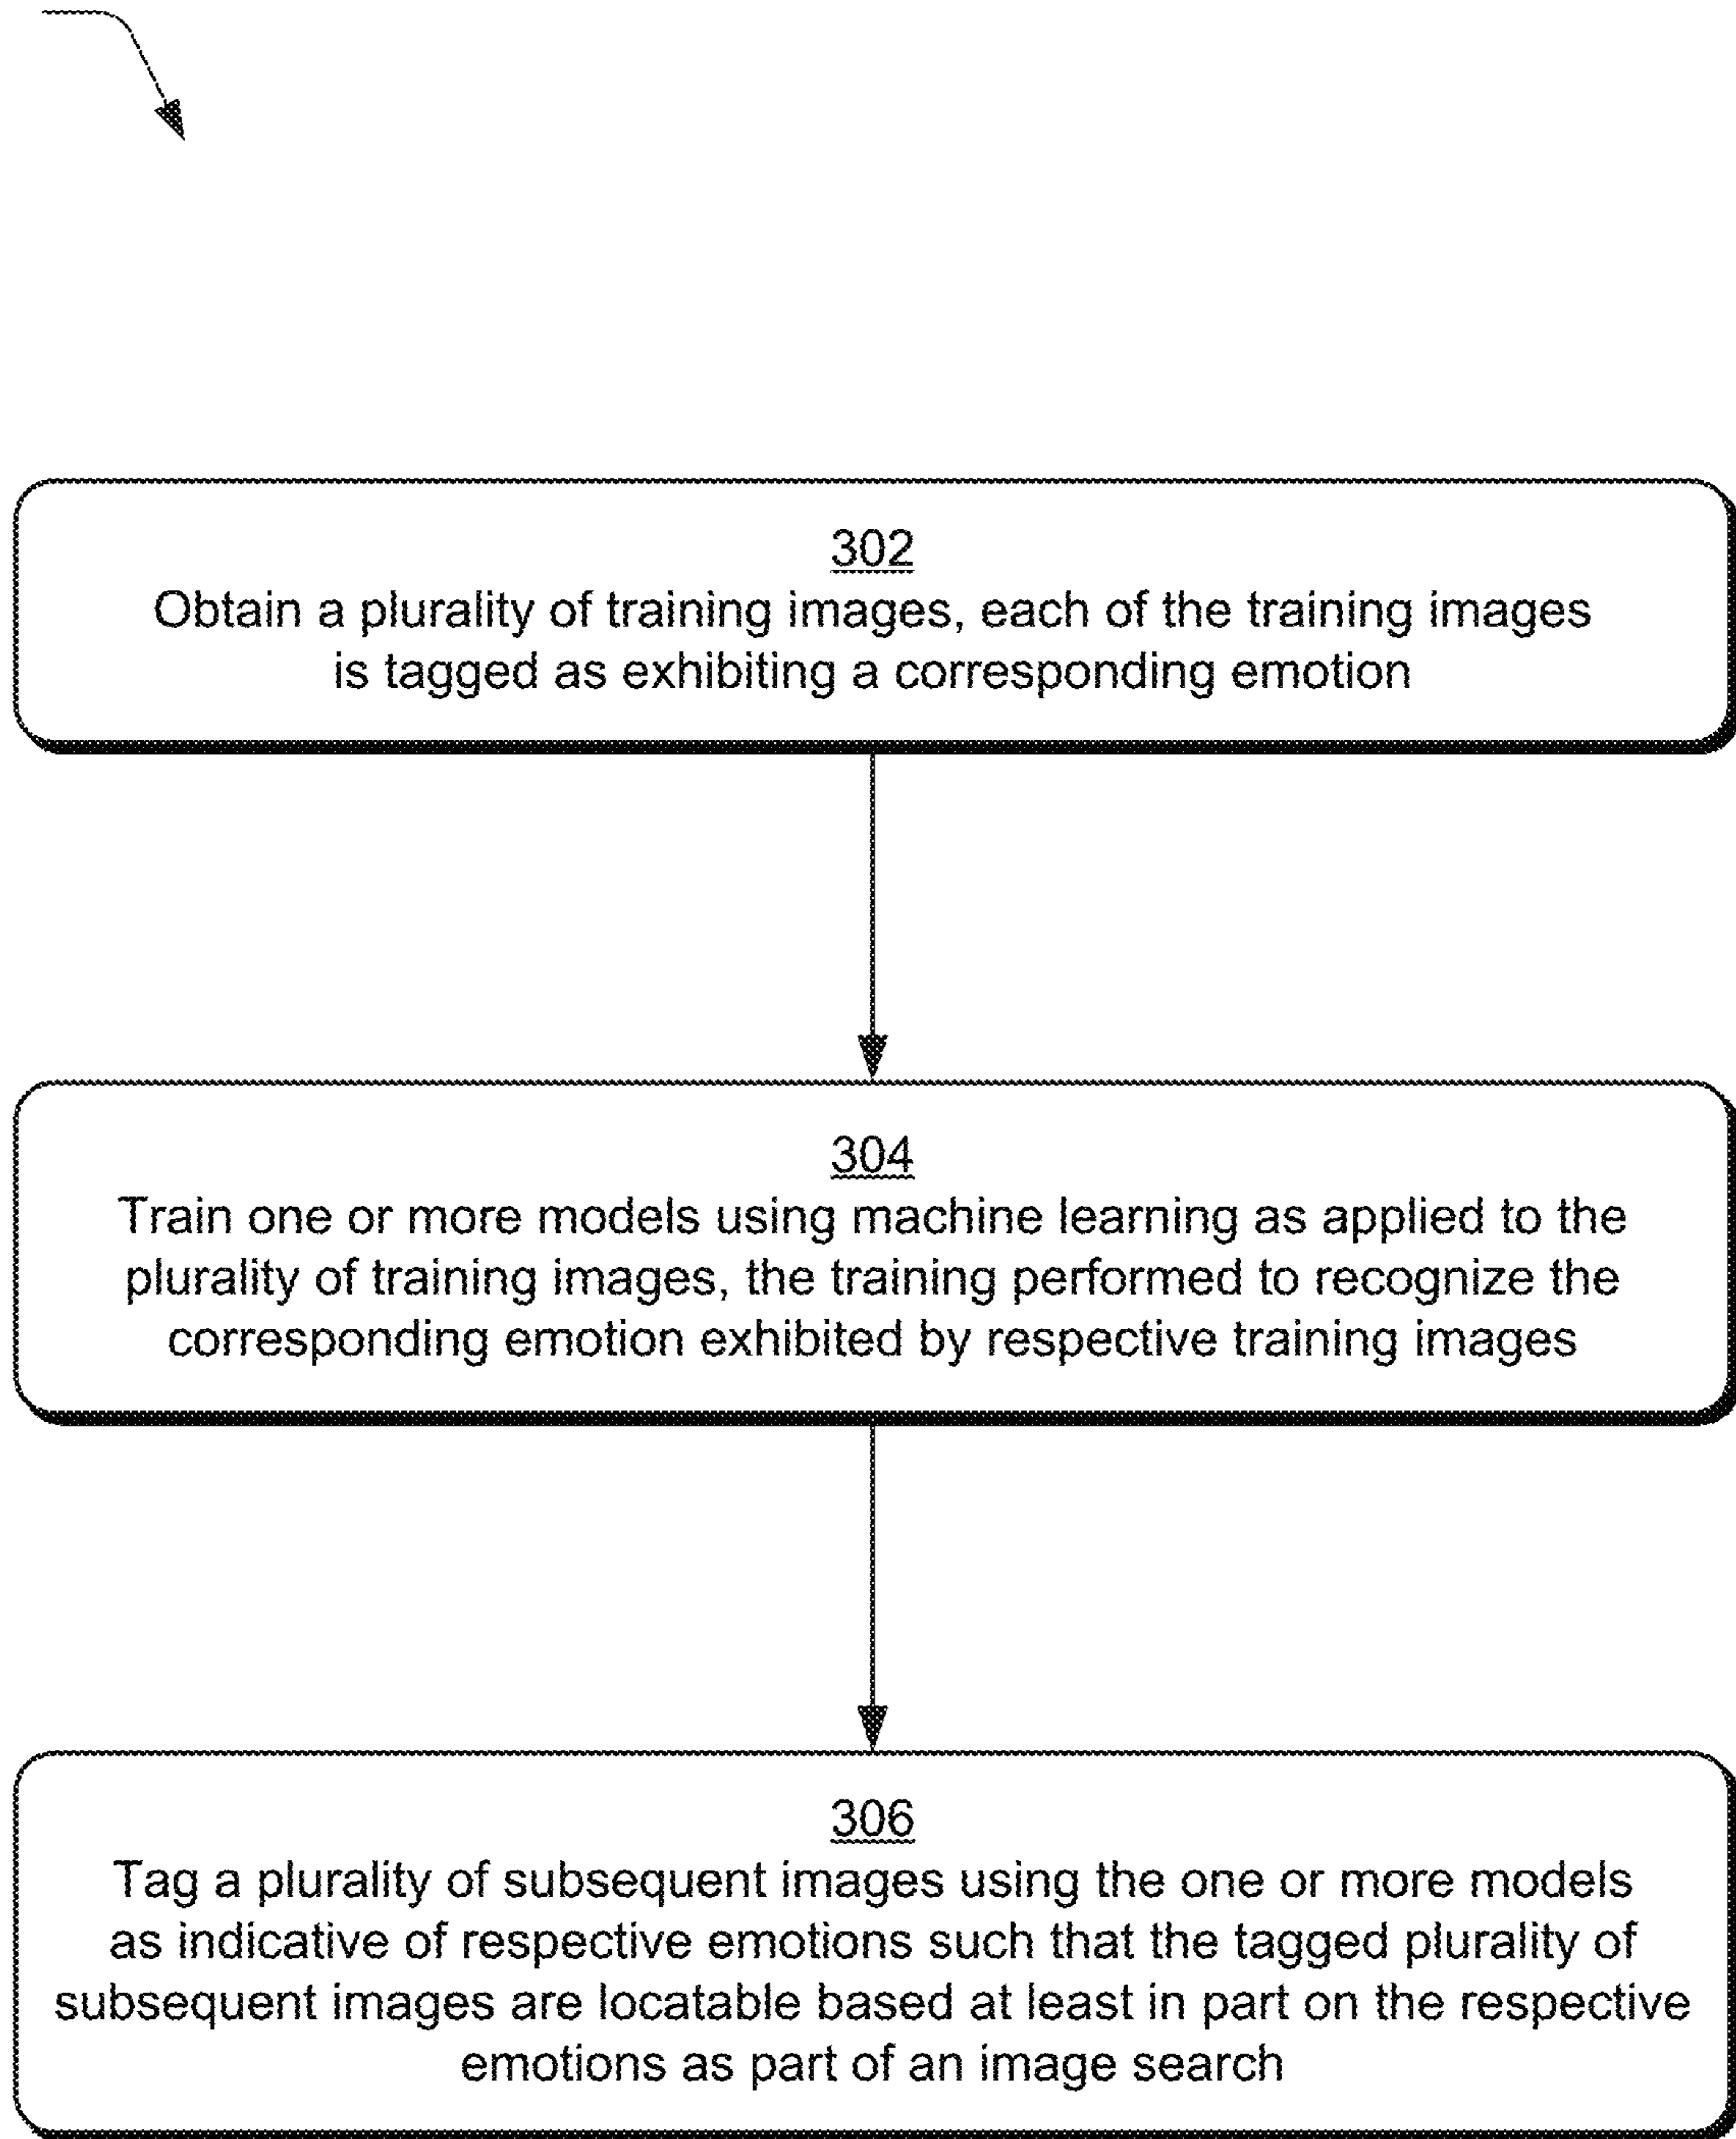 302
Obtain a plurality of training images, each of the training images
is tagged as exhibiting a corresponding emotion
304
Train one or more models using machine learning as applied to the
plurality of training images, the training performed to recognize the
corresponding emotion exhibited by respective training images
306
Tag a plurality of subsequent images using the one or more models
as indicative of respective emotions such that the tagged plurality of
subsequent images are locatable based at least in part on the respective
emotions as part of an image search